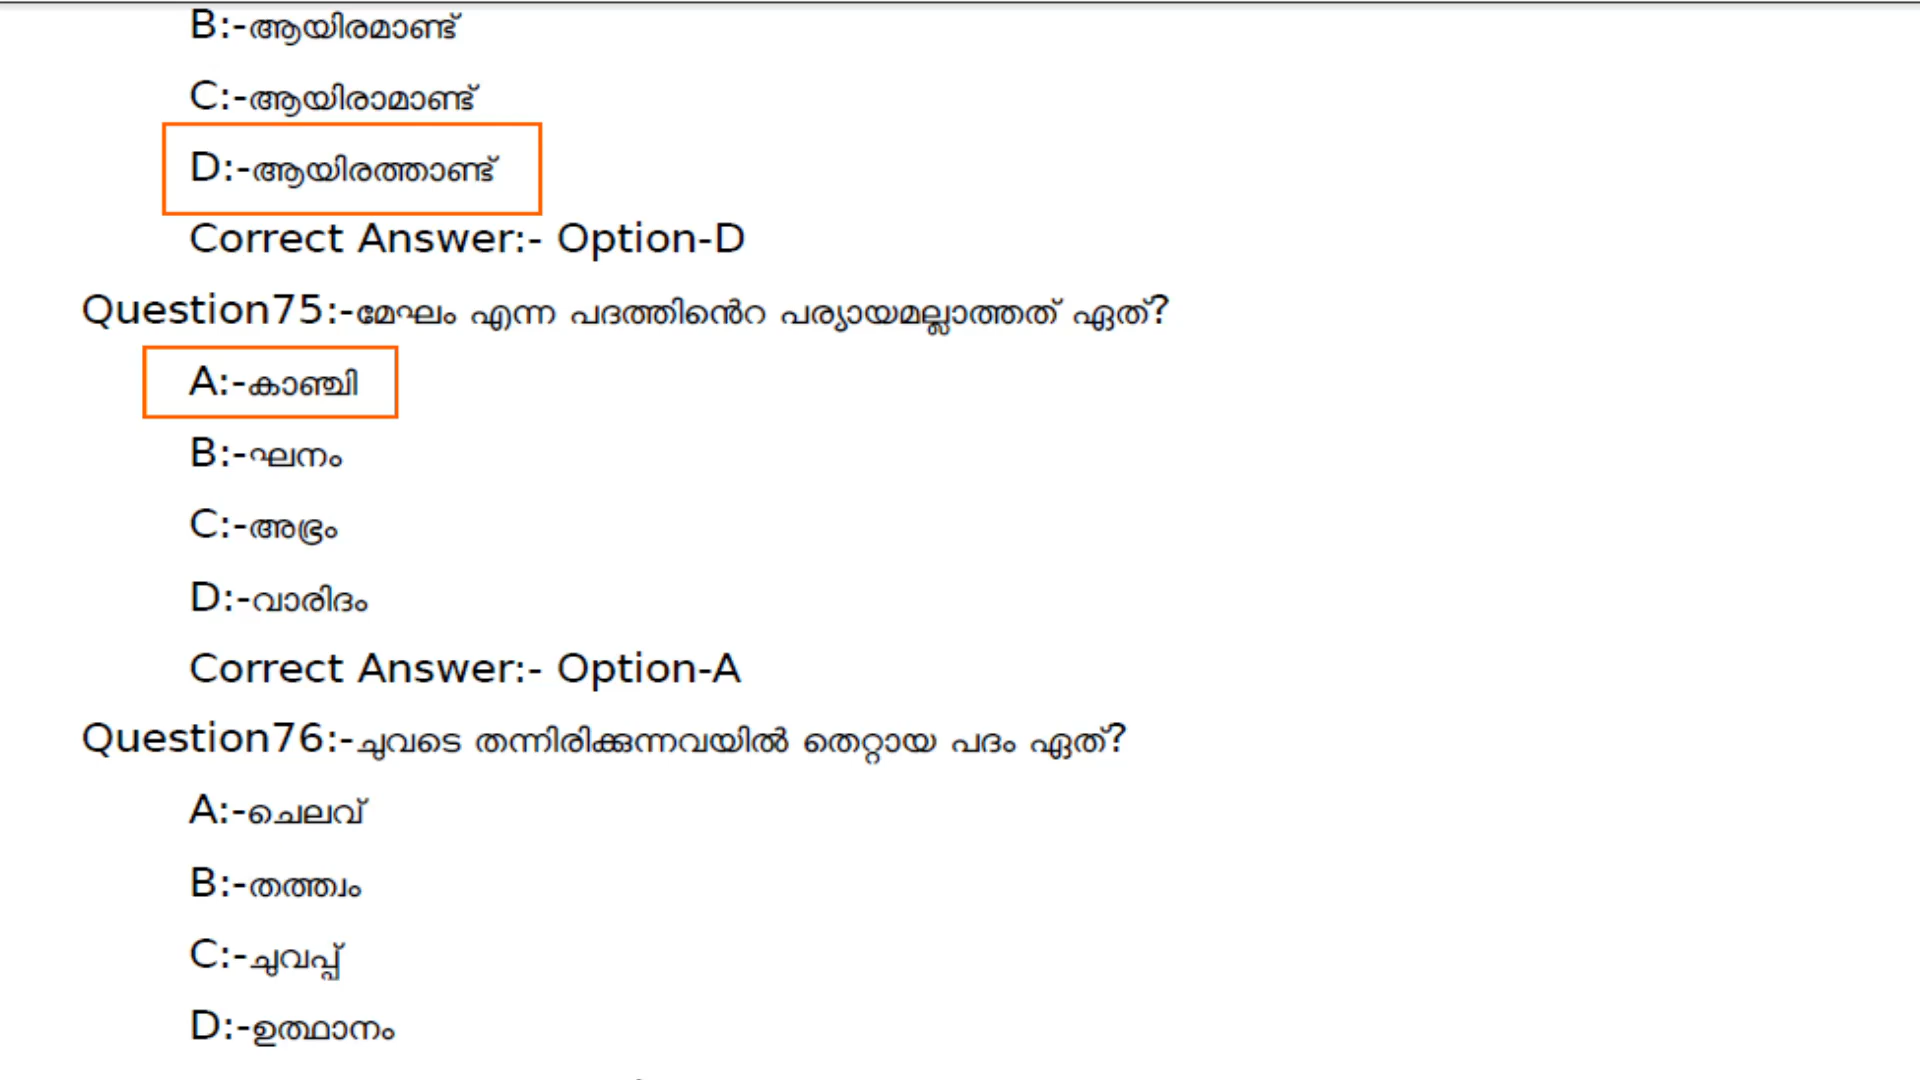 B:-ആയിരമാണ്ട്
C:-ആയിരാമാണ്ട്
D:-ആയിരത്താണ്ട്
Correct Answer:- Option-D
Question75:-മേഘം എന്ന പദത്തിൻെറ പര്യായമല്ലാത്തത് ഏത്?
A:-കാഞ്ചി
B:-ഘനം
C:-അഭ്രം
D:-വാരിദം
Correct Answer:- Option-A
Question76:-ചുവടെ തന്നിരിക്കുന്നവയിൽ തെറ്റായ പദം ഏത്?
A:-ചെലവ്
B:-തത്ത്വം
C:-ചുവപ്പ്
D:-ഉത്ഥാനം